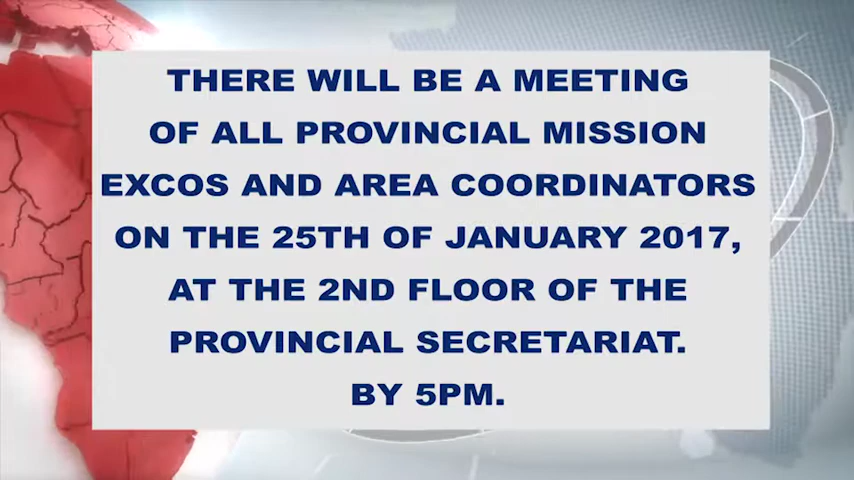 THERE WILL BE A MEETING
OF ALL PROVINCIAL MISSION
EXCOS AND AREA COORDINATORS
ON THE 25TH OF JANUARY 2017,
AT THE 2ND FLOOR OF THE
PROVINCIAL SECRETARIAT.
BY 5PM.